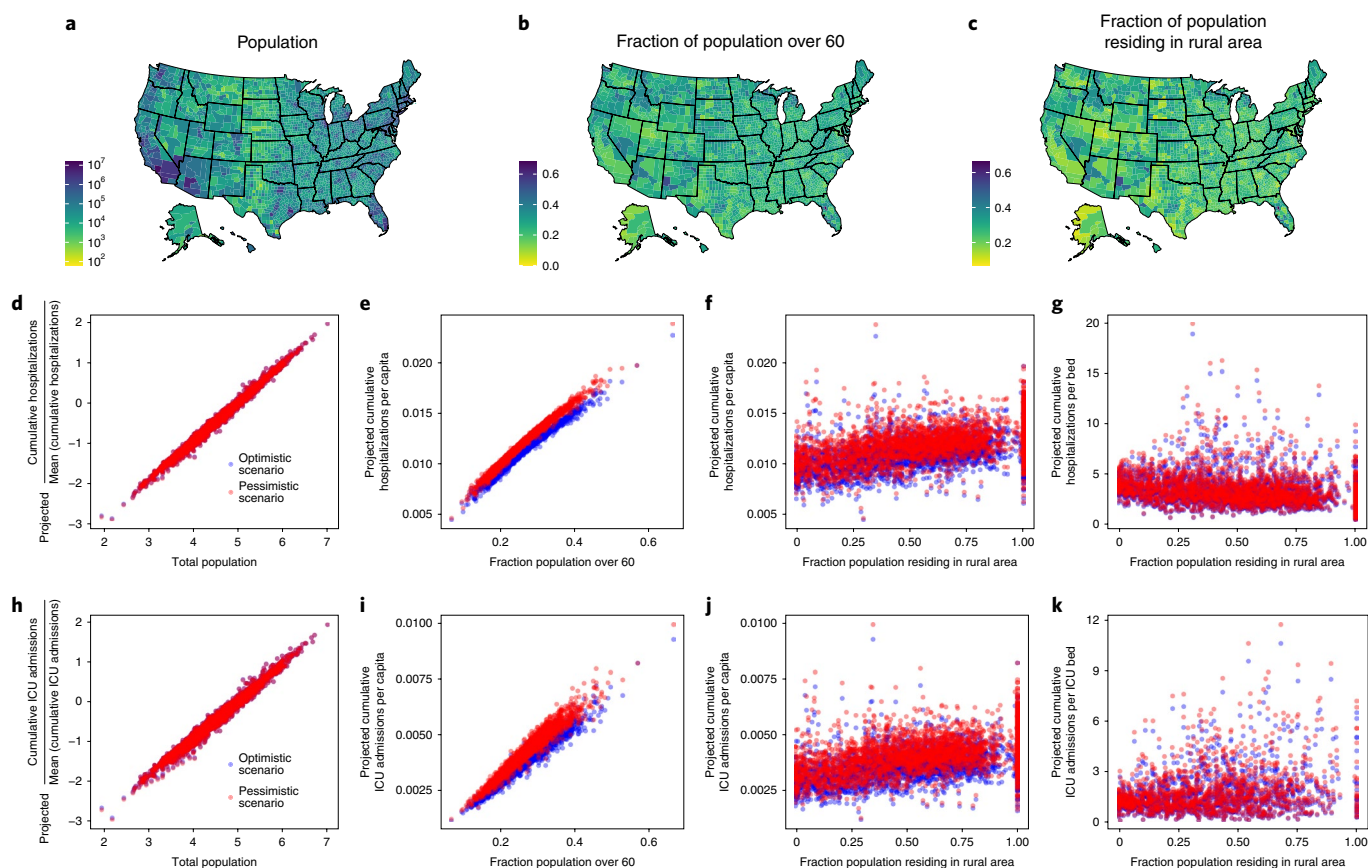 a
Population
10⁷
10⁶
10⁵
10⁴
10³
10²
b
Fraction of population over 60
0.6
0.4
0.2
0.0
c
Fraction of population
residing in rural area
0.6
0.4
0.2
d
Projected
Cumulative hospitalizations
Mean (cumulative hospitalizations)
2
1
0
−1
−2
−3
Optimistic
scenario
Pessimistic
scenario
2 3 4 5 6 7
Total population
e
Projected cumulative
hospitalizations per capita
0.020
0.015
0.010
0.005
0.2 0.4 0.6
Fraction population over 60
f
Projected cumulative
hospitalizations per capita
0.020
0.015
0.010
0.005
0 0.25 0.50 0.75 1.00
Fraction population residing in rural area
g
Projected cumulative
hospitalizations per bed
20
15
10
5
0
0 0.25 0.50 0.75 1.00
Fraction population residing in rural area
h
Projected
Cumulative ICU admissions
Mean (cumulative ICU admissions)
2
1
0
−1
−2
−3
Optimistic
scenario
Pessimistic
scenario
2 3 4 5 6 7
Total population
i
Projected cumulative
ICU admissions per capita
0.0100
0.0075
0.0050
0.0025
0.2 0.4 0.6
Fraction population over 60
j
Projected cumulative
ICU admissions per capita
0.0100
0.0075
0.0050
0.0025
0 0.25 0.50 0.75 1.00
Fraction population residing in rural area
k
Projected cumulative
ICU admissions per ICU bed
12
9
6
3
0
0 0.25 0.50 0.75 1.00
Fraction population residing in rural area